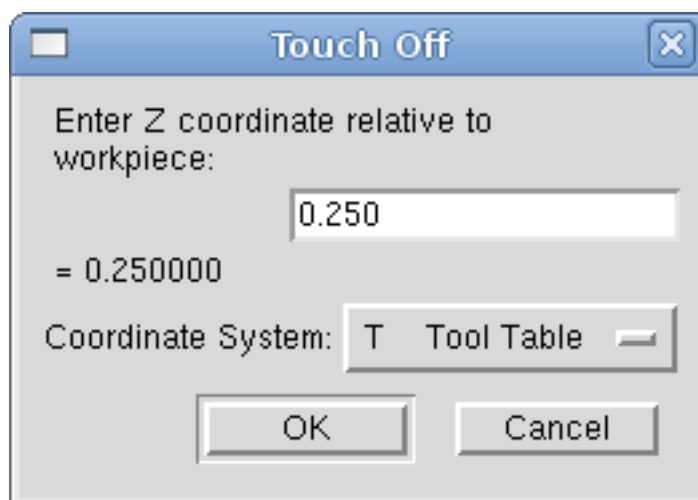 Touch Off
Enter Z coordinate relative to
workpiece:
0.250
= 0.250000
Coordinate System: T Tool Table
OK Cancel